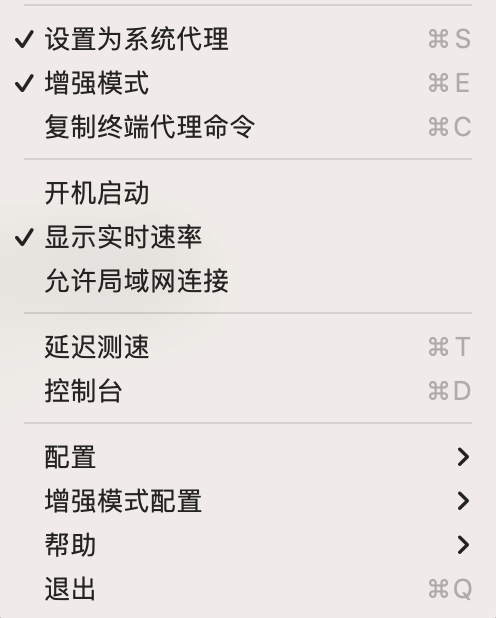 设置为系统代理 ⌘S
增强模式 ⌘E
复制终端代理命令 ⌘C
开机启动
显示实时速率
允许局域网连接
延迟测速 ⌘T
控制台 ⌘D
配置
增强模式配置
帮助
退出 ⌘Q